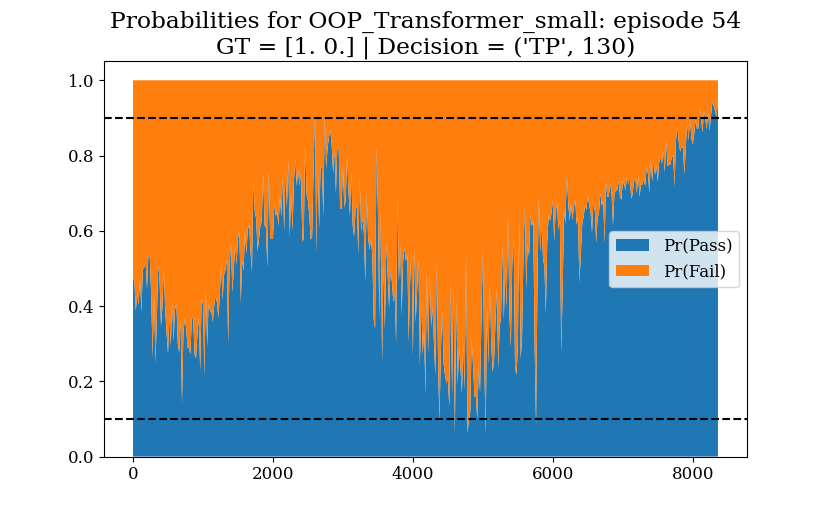 Probabilities for OOP_Transformer_small: episode 54
GT = [1. 0.] | Decision = ('TP', 130)
1.0
0.8
0.6
0.4
0.2
0.0
Pr(Pass)
Pr(Fail)
0
2000
4000
6000
8000